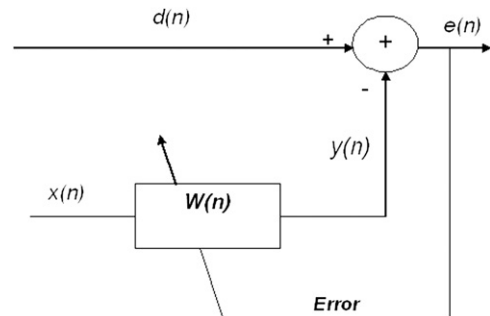 d(n)
e(n)
+
+
-
y(n)
x(n)
W(n)
Error